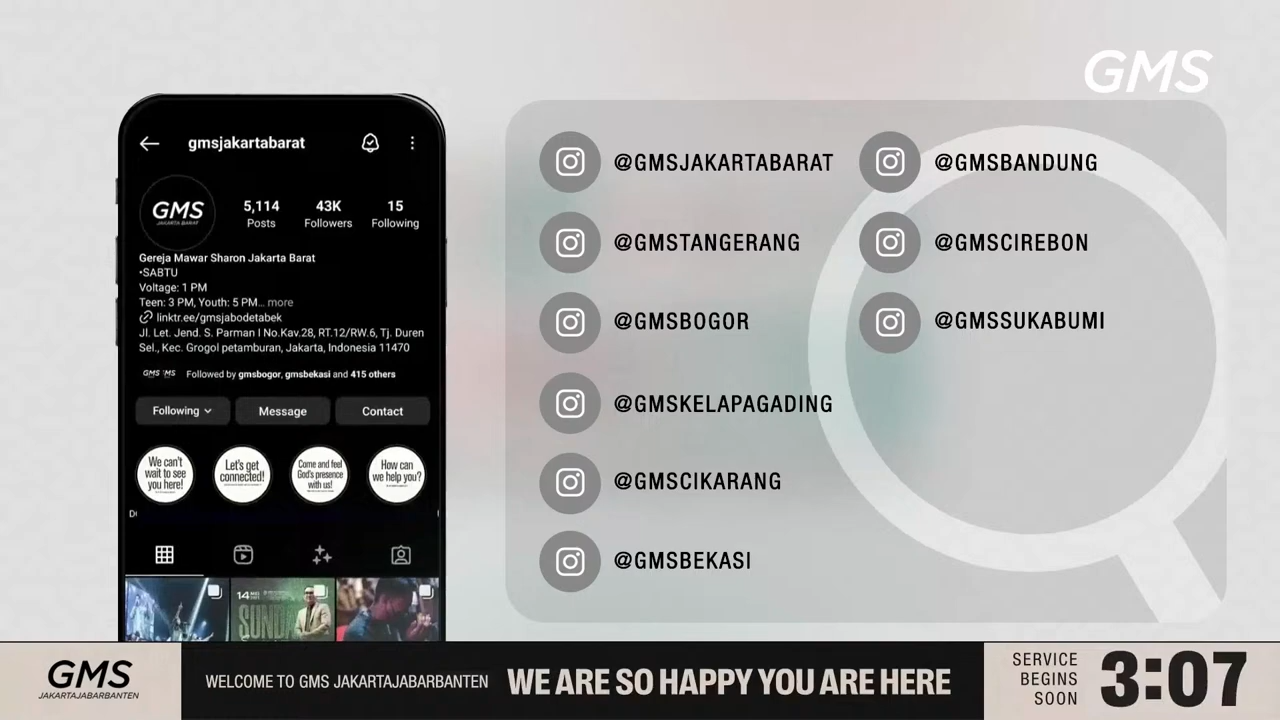 GMS
gmsjakartabarat
GMS
JAKARTA BARAT
5,114
Posts
43K
Followers
15
Following
Gereja Mawar Sharon Jakarta Barat
•SABTU
Voltage: 1 PM
Teen: 3 PM, Youth: 5 PM... more
linktr.ee/gmsjabodetabek
Jl. Let. Jend. S. Parman I No.Kav.28, RT.12/RW.6, Tj. Duren
Sel., Kec. Grogol petamburan, Jakarta, Indonesia 11470
GMS
Followed by gmsbogor, gmsbekasi and 415 others
Following
Message
Contact
We can't
wait to see
you here!
Let's get
connected!
Come and feel
God's presence
with us!
How can
we help you?
14 MEI
@GMSJAKARTABARAT
@GMSTANGERANG
@GMSBOGOR
@GMSKELAPAGADING
@GMSCIKARANG
@GMSBEKASI
@GMSBANDUNG
@GMSCIREBON
@GMSSUKABUMI
GMS
JAKARTAJABARBANTEN
WELCOME TO GMS JAKARTAJABARBANTEN
WE ARE SO HAPPY YOU ARE HERE
SERVICE
BEGINS
SOON
3:07